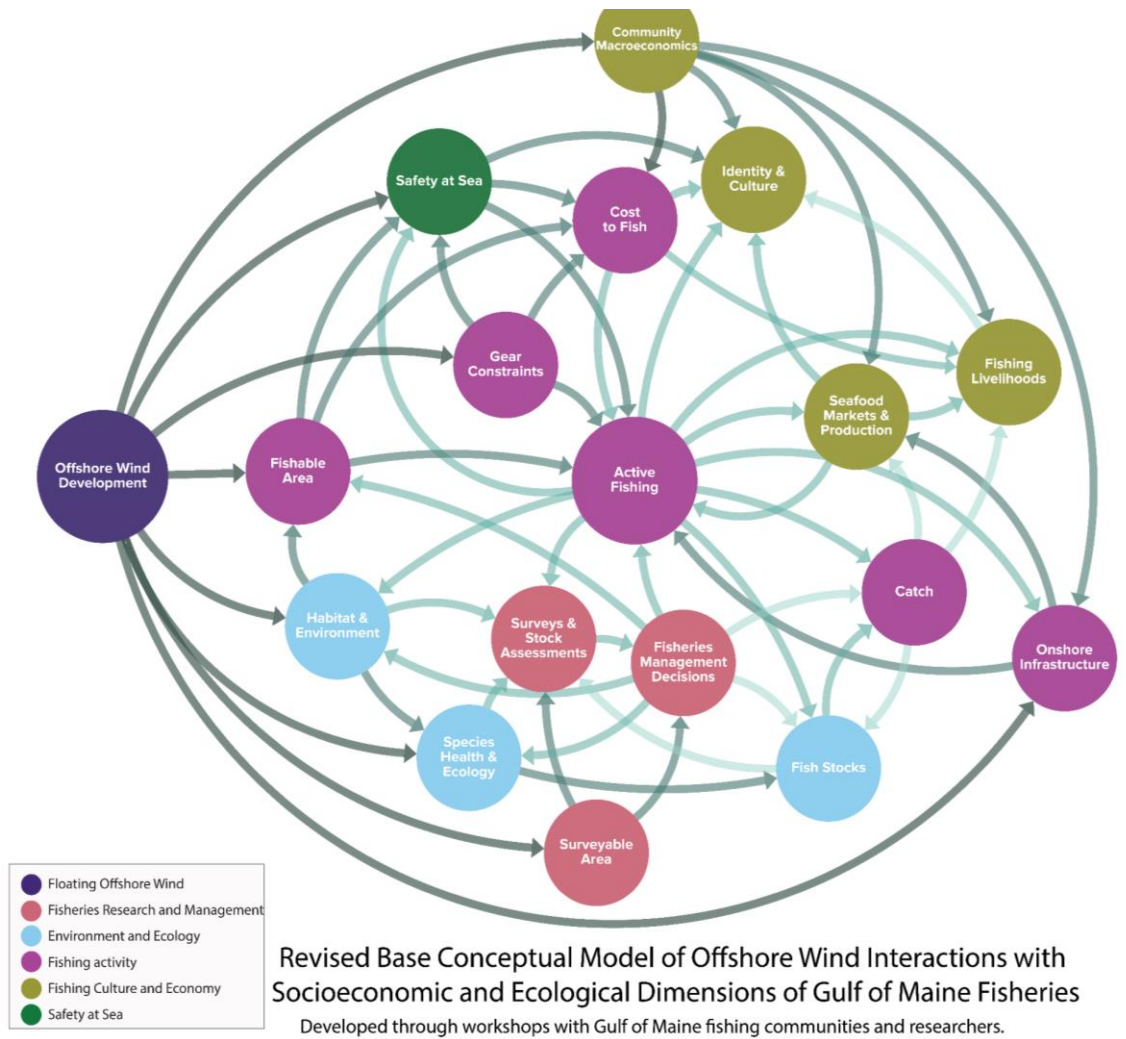 Community
Macroeconomics
Safety at Sea
Identity &
Culture
Cost
to Fish
Gear
Constraints
Fishing
Livelihoods
Seafood
Markets &
Production
Offshore Wind
Development
Fishable
Area
Active
Fishing
Catch
Habitat &
Environment
Surveys &
Stock
Assessments
Fisheries
Management
Decisions
Onshore
Infrastructure
Species
Health &
Ecology
Fish Stocks
Surveyable
Area
Floating Offshore Wind
Fisheries Research and Management
Environment and Ecology
Fishing activity
Fishing Culture and Economy
Safety at Sea
Revised Base Conceptual Model of Offshore Wind Interactions with
Socioeconomic and Ecological Dimensions of Gulf of Maine Fisheries
Developed through workshops with Gulf of Maine fishing communities and researchers.